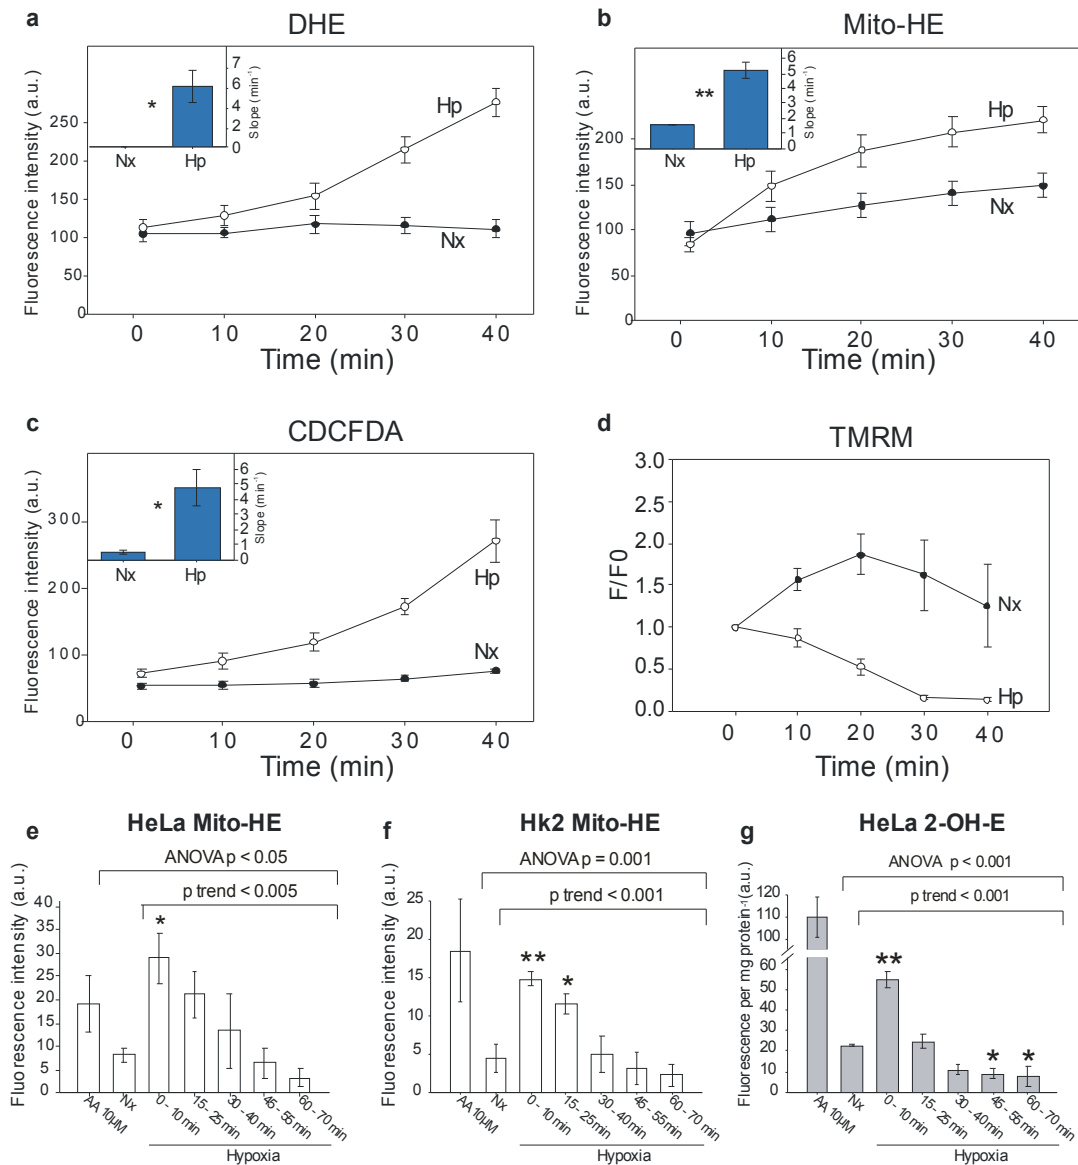 a
DHE
Fluorescence intensity (a.u.)
250
200
150
100
50
0
7
6
4
2
0
Slope (min⁻¹)
*
Nx
Hp
Hp
Nx
0 10 20 30 40
Time (min)
b
Mito-HE
Fluorescence intensity (a.u.)
200
150
100
50
0
6
5
4
3
2
1
0
Slope (min⁻¹)
**
Nx
Hp
Hp
Nx
0 10 20 30 40
Time (min)
c
CDCFDA
Fluorescence intensity (a.u.)
300
200
100
0
6
5
4
3
2
1
0
Slope (min⁻¹)
*
Nx
Hp
Hp
Nx
0 10 20 30 40
Time (min)
d
TMRM
F/F0
3.0
2.5
2.0
1.5
1.0
0.5
0.0
Nx
Hp
0 10 20 30 40
Time (min)
e
HeLa Mito-HE
ANOVA p < 0.05
p trend < 0.005
Fluorescence intensity (a.u.)
40
35
30
25
20
15
10
5
0
*
AA 10µM
Nx
0 - 10 min
15 - 25 min
30 - 40 min
45 - 55 min
60 - 70 min
Hypoxia
f
Hk2 Mito-HE
ANOVA p = 0.001
p trend < 0.001
Fluorescence intensity (a.u.)
25
20
15
10
5
0
**
*
AA 10µM
Nx
0 - 10 min
15 - 25 min
30 - 40 min
45 - 55 min
60 - 70 min
Hypoxia
g
HeLa 2-OH-E
ANOVA p < 0.001
p trend < 0.001
Fluorescence per mg protein⁻¹ (a.u.)
120
110
100
60
50
40
30
20
10
0
**
*
*
AA 10µM
Nx
0 - 10 min
15 - 25 min
30 - 40 min
45 - 55 min
60 - 70 min
Hypoxia